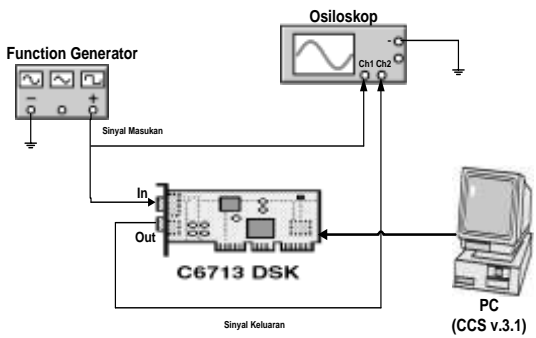 Osiloskop
Function Generator
-
Ch1 Ch2
− +
Sinyal Masukan
In
Out
C6713 DSK
PC
(CCS v.3.1)
Sinyal Keluaran